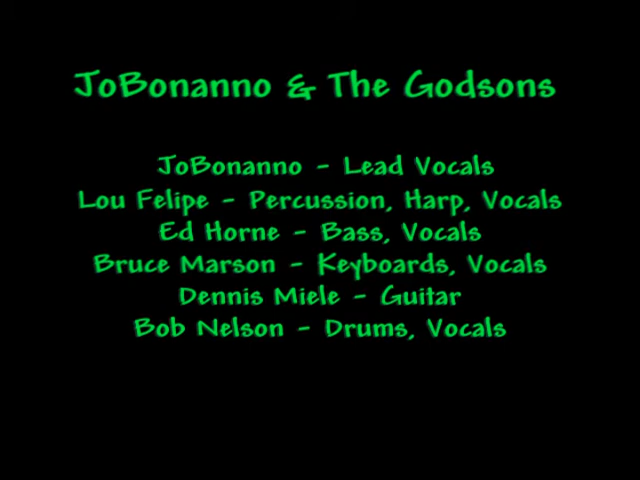 JoBonanno & The Godsons
JoBonanno - Lead Vocals
Lou Felipe - Percussion, Harp, Vocals
Ed Horne - Bass, Vocals
Bruce Marson - Keyboards, Vocals
Dennis Miele - Guitar
Bob Nelson - Drums, Vocals